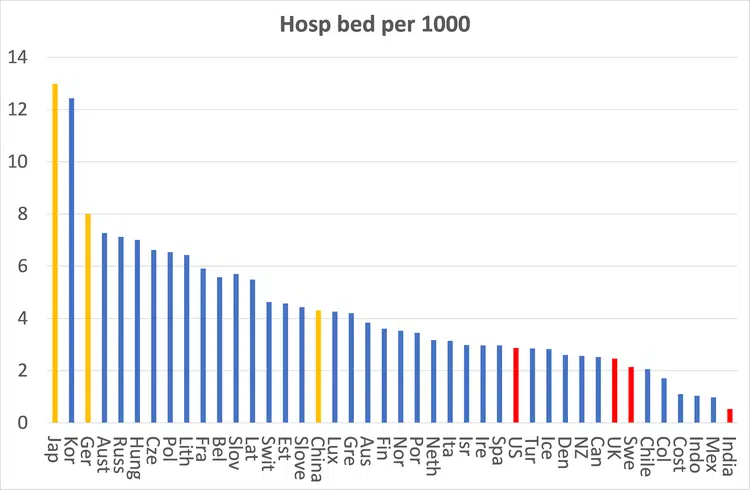 Hosp bed per 1000
14
12
10
8
6
4
2
0
Jap
Kor
Ger
Aust
Russ
Hung
Cze
Pol
Lith
Fra
Bel
Slov
Lat
Swit
Est
Slove
China
Lux
Gre
Aus
Fin
Nor
Por
Neth
Ita
Isr
Ire
Spa
US
Tur
Ice
Den
NZ
Can
UK
Swe
Chile
Col
Cost
Indo
Mex
India